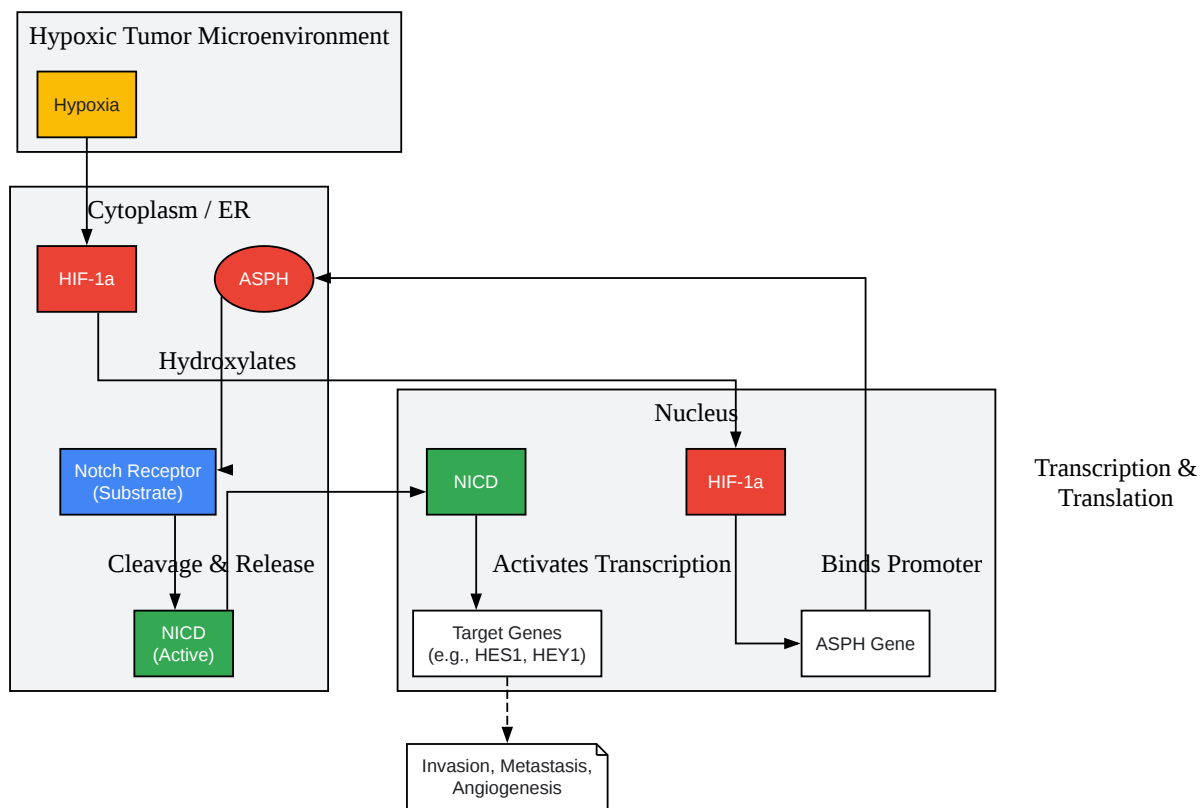 Hypoxic Tumor Microenvironment
Hypoxia
Cytoplasm / ER
HIF-1a
ASPH
Hydroxylates
Nucleus
Notch Receptor
(Substrate)
NICD
HIF-1a
Transcription &
Translation
Cleavage & Release
Activates Transcription
Binds Promoter
NICD
(Active)
Target Genes
(e.g., HES1, HEY1)
ASPH Gene
Invasion, Metastasis,
Angiogenesis